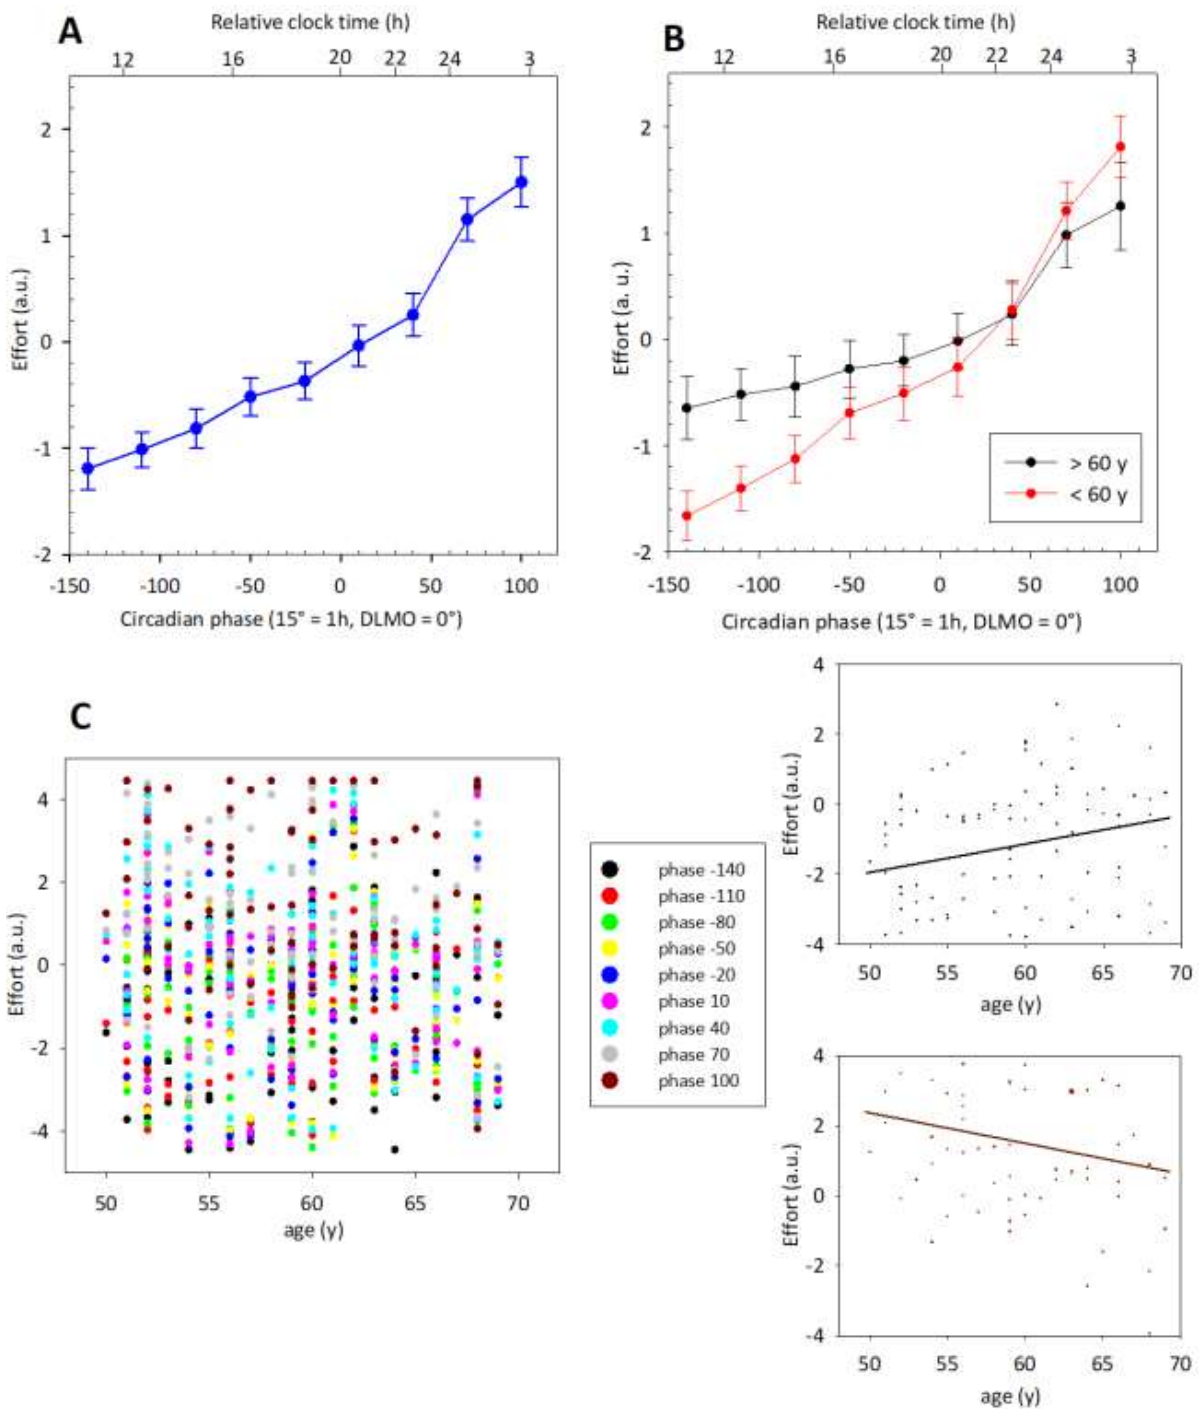 A
Relative clock time (h)
12 16 20 22 24 3
2
1
0
-1
-2
Effort (a.u.)
-150 -100 -50 0 50 100
Circadian phase (15° = 1h, DLMO = 0°)
B
Relative clock time (h)
12 16 20 22 24 3
2
1
0
-1
-2
Effort (a. u.)
> 60 y
< 60 y
-150 -100 -50 0 50 100
Circadian phase (15° = 1h, DLMO = 0°)
C
4
2
0
-2
-4
Effort (a.u.)
50 55 60 65 70
age (y)
phase -140
phase -110
phase -80
phase -50
phase -20
phase 10
phase 40
phase 70
phase 100
4
2
0
-2
-4
Effort (a.u.)
50 55 60 65 70
age (y)
4
2
0
-2
-4
Effort (a.u.)
50 55 60 65 70
age (y)